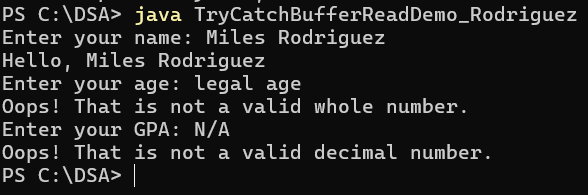 PS C:\DSA> java TryCatchBufferReadDemo_Rodriguez
Enter your name: Miles Rodriguez
Hello, Miles Rodriguez
Enter your age: legal age
Oops! That is not a valid whole number.
Enter your GPA: N/A
Oops! That is not a valid decimal number.
PS C:\DSA>